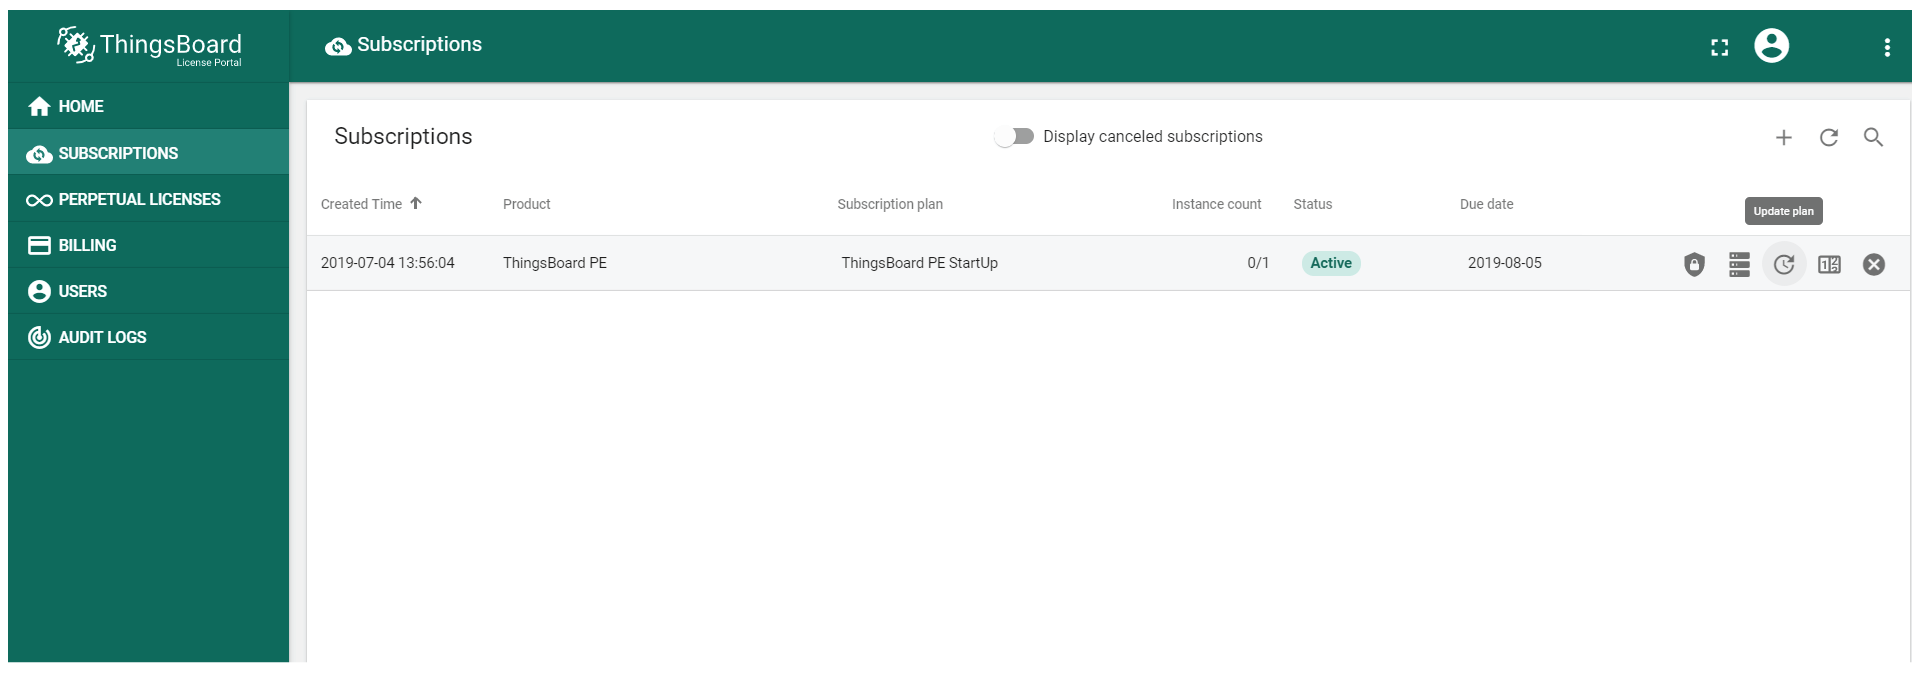 ThingsBoard
License Portal
Subscriptions
HOME
SUBSCRIPTIONS
PERPETUAL LICENSES
BILLING
USERS
AUDIT LOGS
Subscriptions
Display canceled subscriptions
Created Time Product Subscription plan Instance count Status Due date
Update plan
2019-07-04 13:56:04 ThingsBoard PE ThingsBoard PE StartUp 0/1 Active 2019-08-05